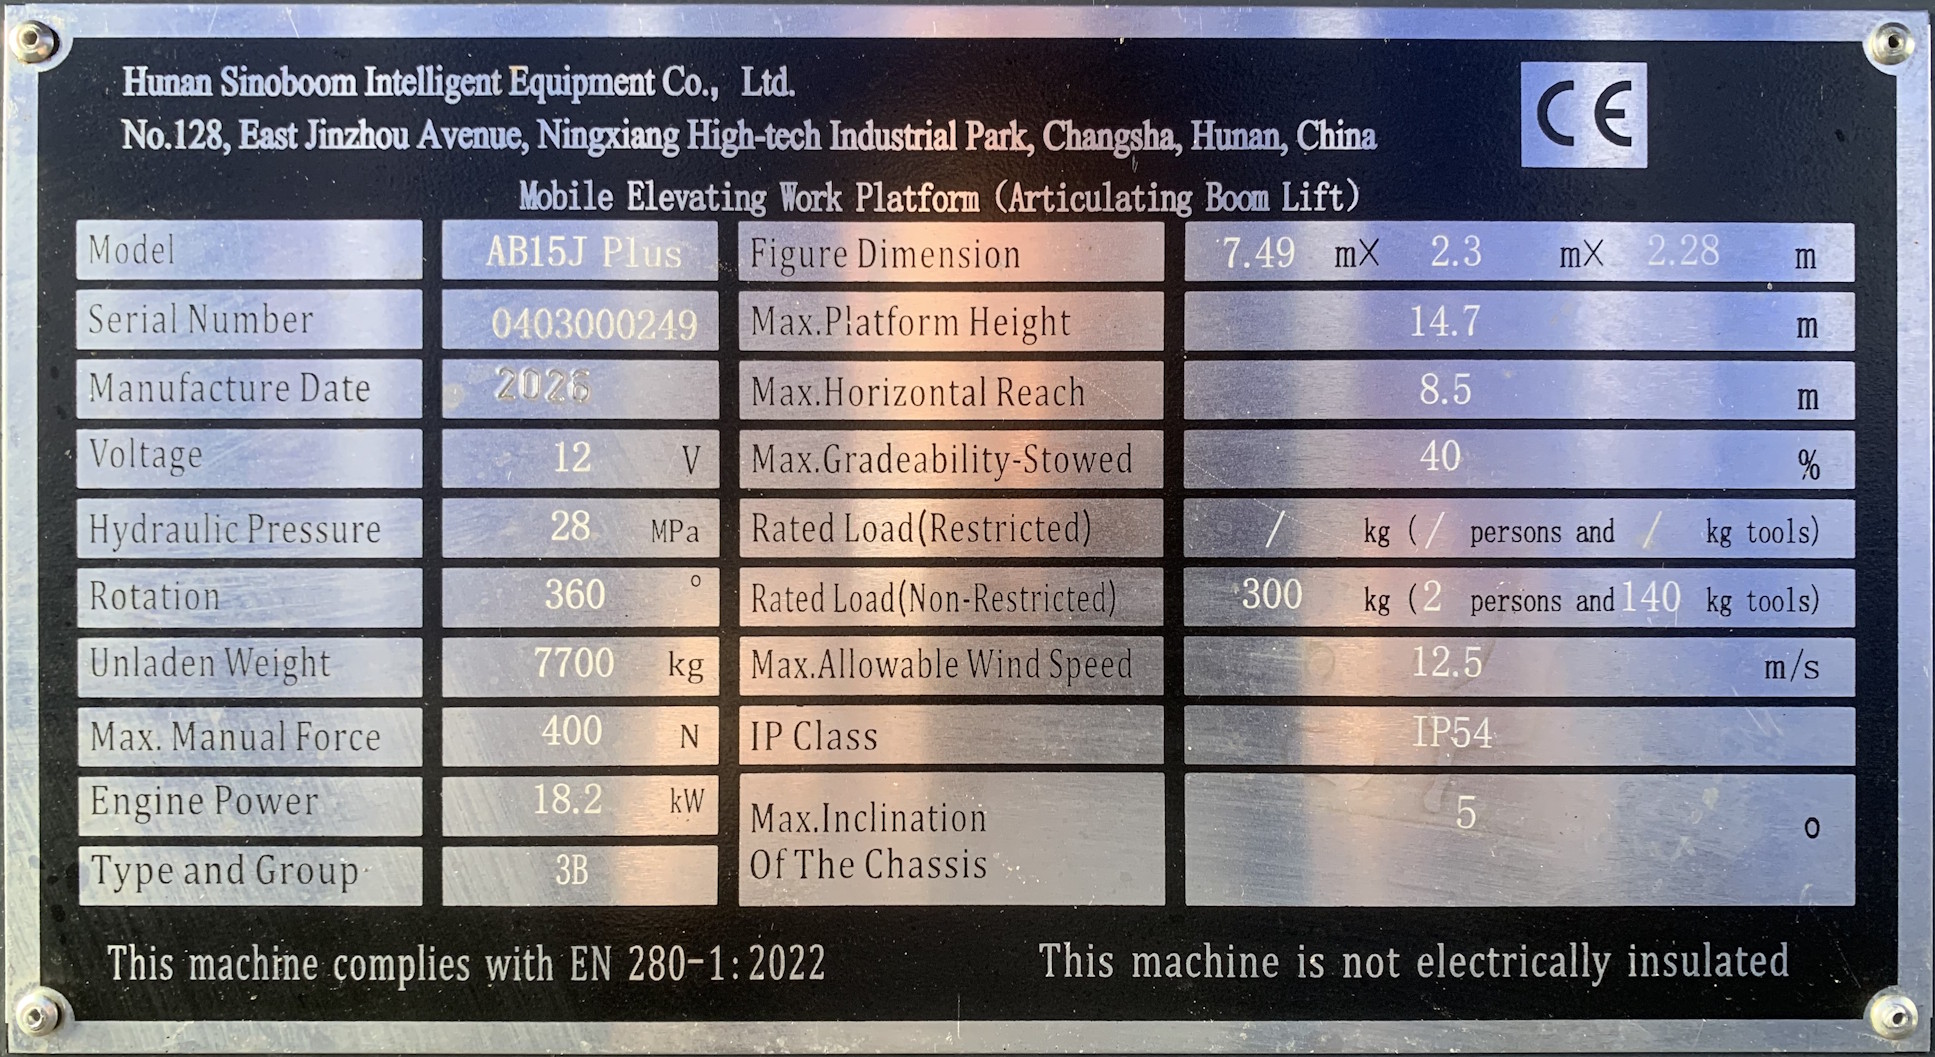 Hunan Sinoboom Intelligent Equipment Co., Ltd.
No.128, East Jinzhou Avenue, Ningxiang High-tech Industrial Park, Changsha, Hunan, China
CE
Mobile Elevating Work Platform (Articulating Boom Lift)
Model AB15J Plus
Serial Number 0403000249
Manufacture Date 2026
Voltage 12 V
Hydraulic Pressure 28 MPa
Rotation 360 °
Unladen Weight 7700 kg
Max. Manual Force 400 N
Engine Power 18.2 kW
Type and Group 3B
Figure Dimension 7.49 mX 2.3 mX 2.28 m
Max.Platform Height 14.7 m
Max.Horizontal Reach 8.5 m
Max.Gradeability-Stowed 40 %
Rated Load(Restricted) / kg ( / persons and / kg tools)
Rated Load(Non-Restricted) 300 kg (2 persons and 140 kg tools)
Max.Allowable Wind Speed 12.5 m/s
IP Class IP54
Max.Inclination
Of The Chassis 5 °
This machine complies with EN 280-1:2022
This machine is not electrically insulated